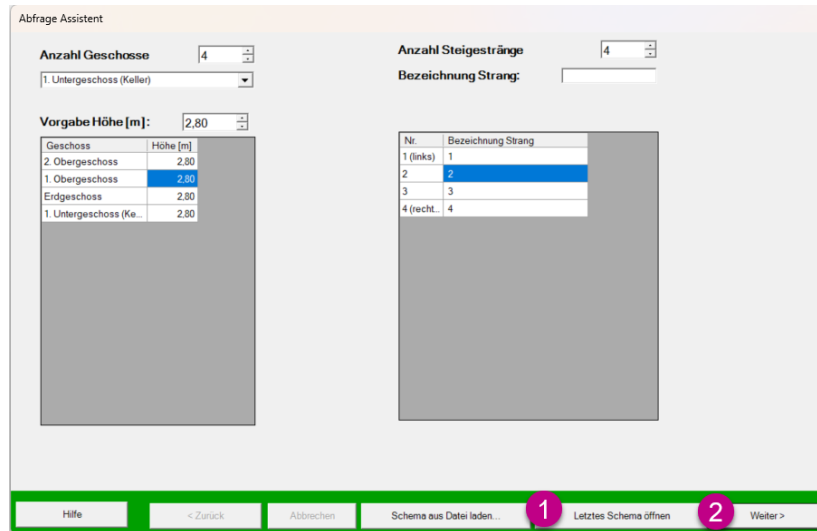 Abfrage Assistent
Anzahl Geschosse 4
1. Untergeschoss (Keller)
Vorgabe Höhe [m]: 2,80
Geschoss Höhe [m]
2. Obergeschoss 2,80
1. Obergeschoss 2,80
Erdgeschoss 2,80
1. Untergeschoss (Ke... 2,80
Anzahl Steigestränge 4
Bezeichnung Strang:
Nr. Bezeichnung Strang
1 (links) 1
2 2
3 3
4 (recht... 4
Hilfe < Zurück Abbrechen Schema aus Datei laden... 1 Letztes Schema öffnen 2 Weiter >